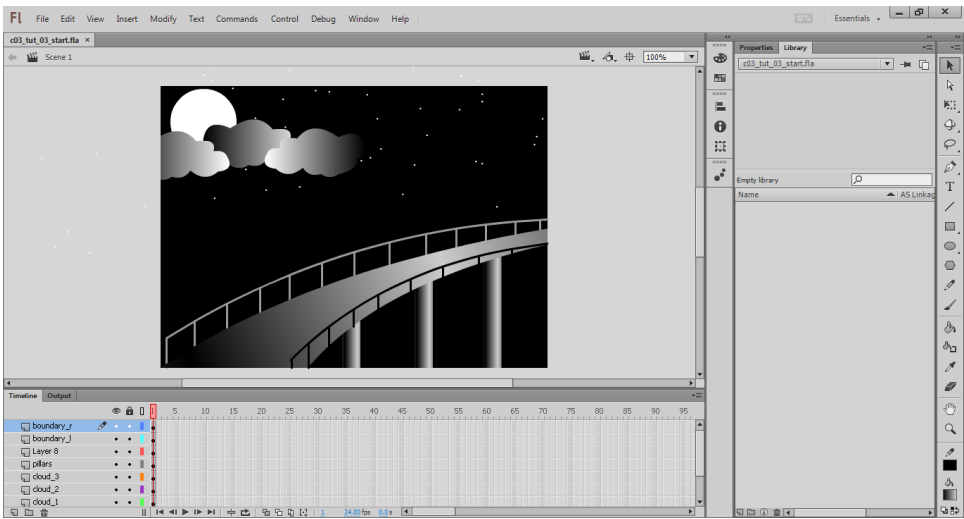 Fl File Edit View Insert Modify Text Commands Control Debug Window Help Essentials
c03_tut_03_start.fla ×
Scene 1 100%
Properties Library
c03_tut_03_start.fla
Empty library
Name AS Linkag
T
Timeline Output
1 5 10 15 20 25 30 35 40 45 50 55 60 65 70 75 80 85 90 95
boundary_r
boundary_l
Layer 8
pillars
cloud_3
cloud_2
cloud_1
1 24.00 fps 0.0 s